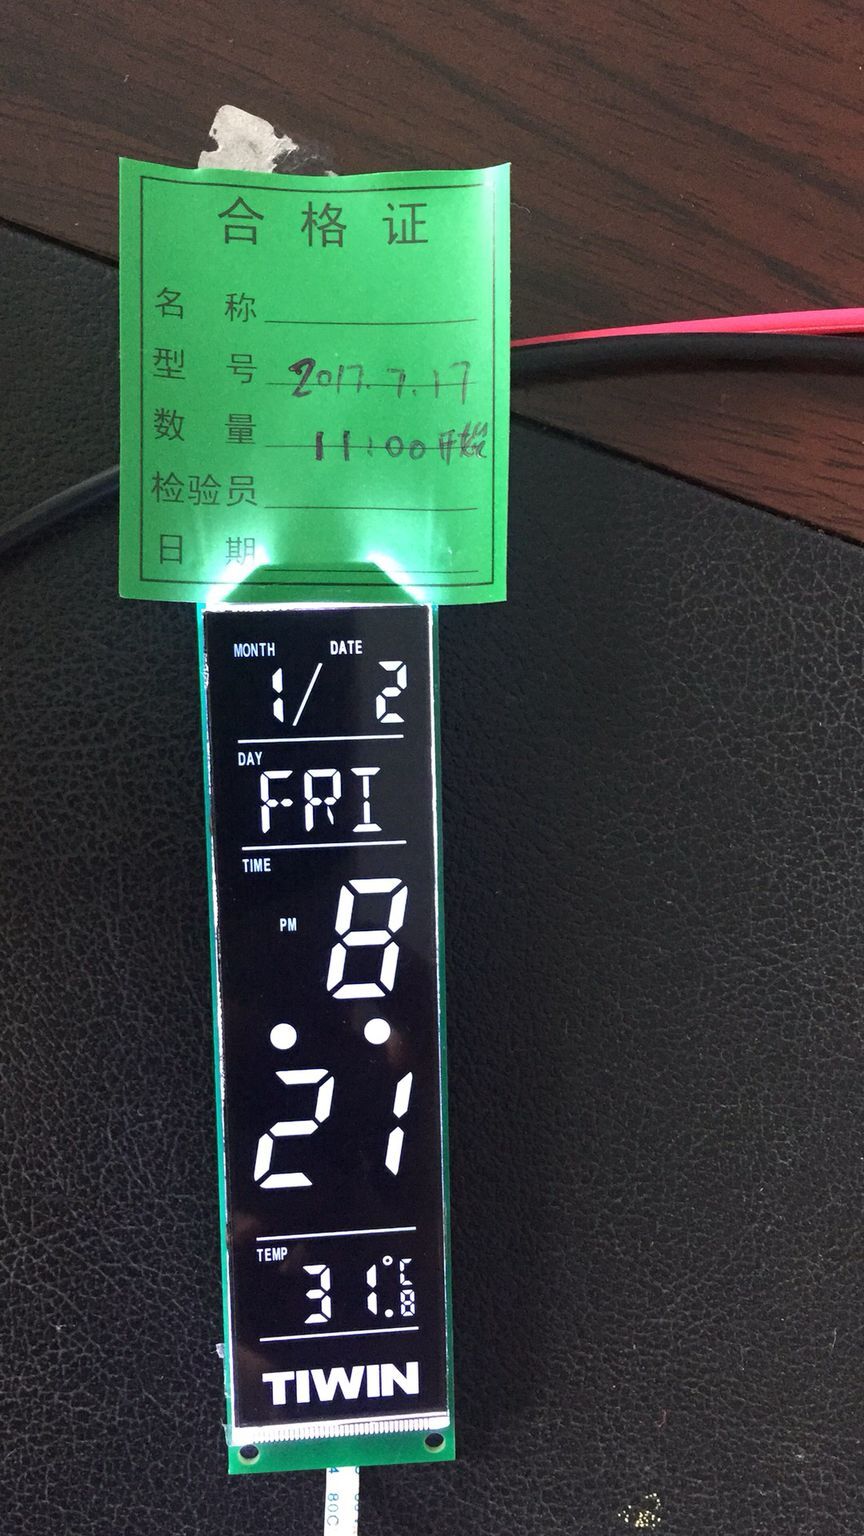 合格证
名称
型号 2017.7.17
数量 11:00开始
检验员
日期
MONTH DATE
1/ 2
DAY
FRI
TIME
PM 8
:
21
TEMP
31.8°C
TIWIN
80C